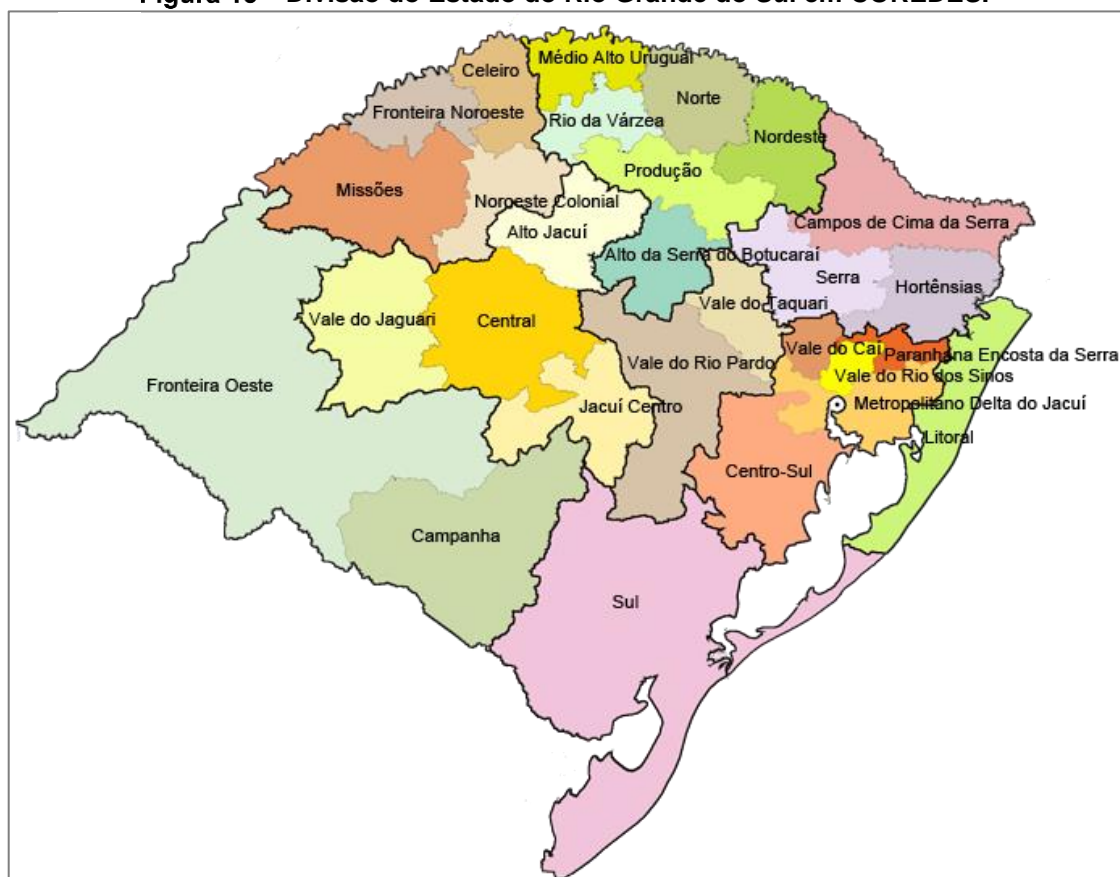 Figura 10 - Divisão do Estado do Rio Grande do Sul em COREDES.
Médio Alto Uruguai
Celeiro
Norte
Fronteira Noroeste
Rio da Várzea
Nordeste
Produção
Missões
Noroeste Colonial
Campos de Cima da Serra
Alto Jacuí
Alto da Serra do Botucaraí
Serra
Hortênsias
Vale do Taquari
Vale do Jaguari
Central
Vale do Caí
Paranhana Encosta da Serra
Vale do Rio Pardo
Vale do Rio dos Sinos
Fronteira Oeste
Metropolitano Delta do Jacuí
Jacuí Centro
Litoral
Centro-Sul
Campanha
Sul